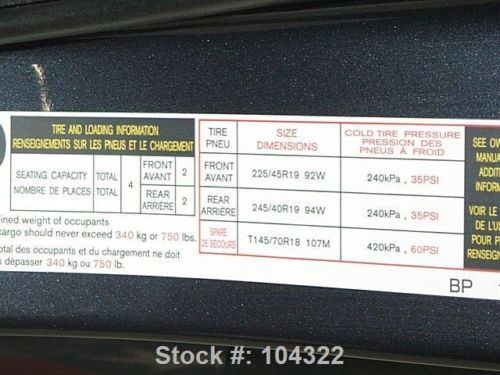 TIRE AND LOADING INFORMATION
RENSEIGNEMENTS SUR LES PNEUS ET LE CHARGEMENT
SEATING CAPACITY TOTAL 4 FRONT 2
NOMBRE DE PLACES TOTAL AVANT
REAR 2
ARRIÈRE
ined weight of occupants
cargo should never exceed 340 kg or 750 lbs.
total des occupants et du chargement ne doit
s dépasser 340 kg ou 750 lb.
TIRE SIZE COLD TIRE PRESSURE
PNEU DIMENSIONS PRESSION DES
PNEUS À FROID
FRONT 225/45R19 92W 240kPa , 35PSI
AVANT
REAR 245/40R19 94W 240kPa , 35PSI
ARRIÈRE
SPARE T145/70R18 107M 420kPa , 60PSI
DE SECOURS
SEE OW
MANUA
ADDITIO
INFORM
VOIR LE
DE L'US
POUR P
RENSEIGN
BP
Stock #: 104322